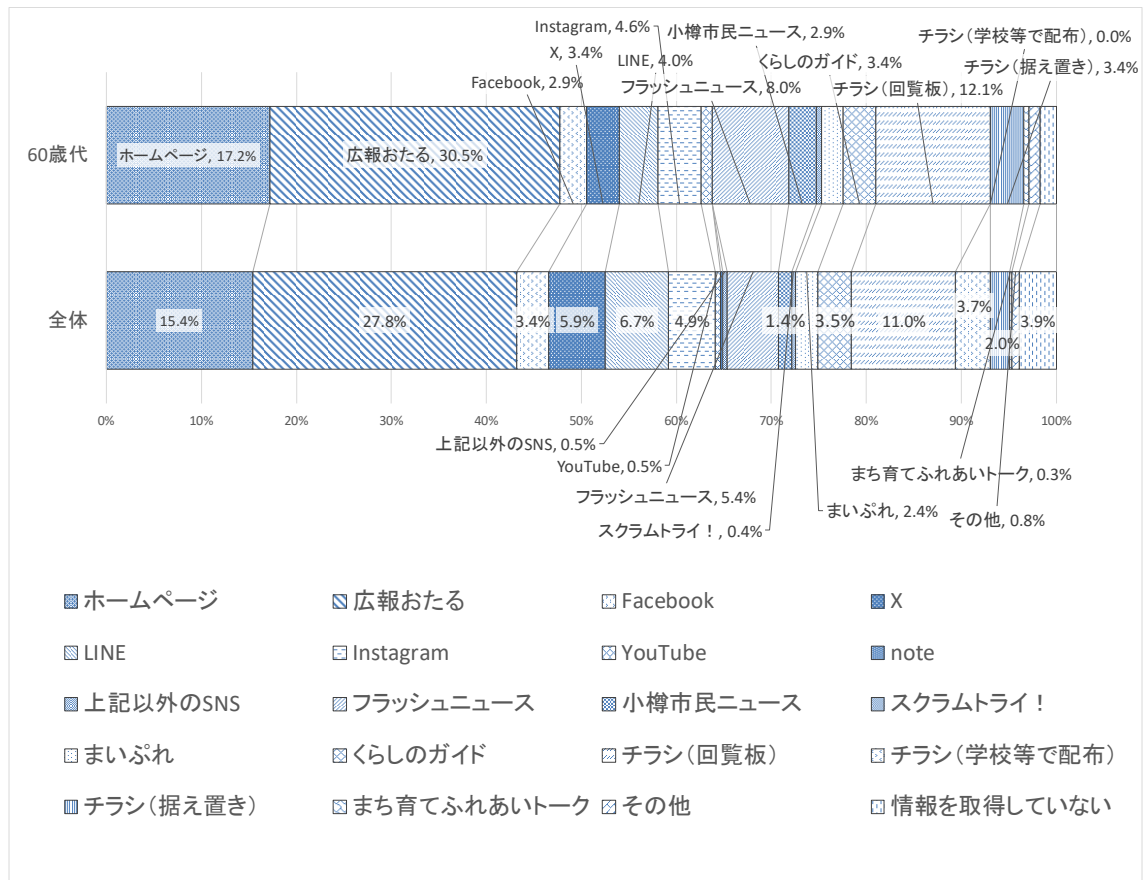 Instagram, 4.6%
小樽市民ニュース, 2.9%
チラシ(学校等で配布), 0.0%
X, 3.4%
LINE, 4.0%
くらしのガイド, 3.4%
チラシ(据え置き), 3.4%
Facebook, 2.9%
フラッシュニュース, 8.0%
チラシ(回覧板), 12.1%
60歳代
ホームページ, 17.2%
広報おたる, 30.5%
全体
15.4%
27.8%
3.4%
5.9%
6.7%
4.9%
1.4%
3.5%
11.0%
3.7%
2.0%
3.9%
0%
10%
20%
30%
40%
50%
60%
70%
80%
90%
100%
上記以外のSNS, 0.5%
YouTube, 0.5%
フラッシュニュース, 5.4%
スクラムトライ！, 0.4%
まいぷれ, 2.4%
まち育てふれあいトーク, 0.3%
その他, 0.8%
ホームページ
広報おたる
Facebook
X
LINE
Instagram
YouTube
note
上記以外のSNS
フラッシュニュース
小樽市民ニュース
スクラムトライ！
まいぷれ
くらしのガイド
チラシ(回覧板)
チラシ(学校等で配布)
チラシ(据え置き)
まち育てふれあいトーク
その他
情報を取得していない